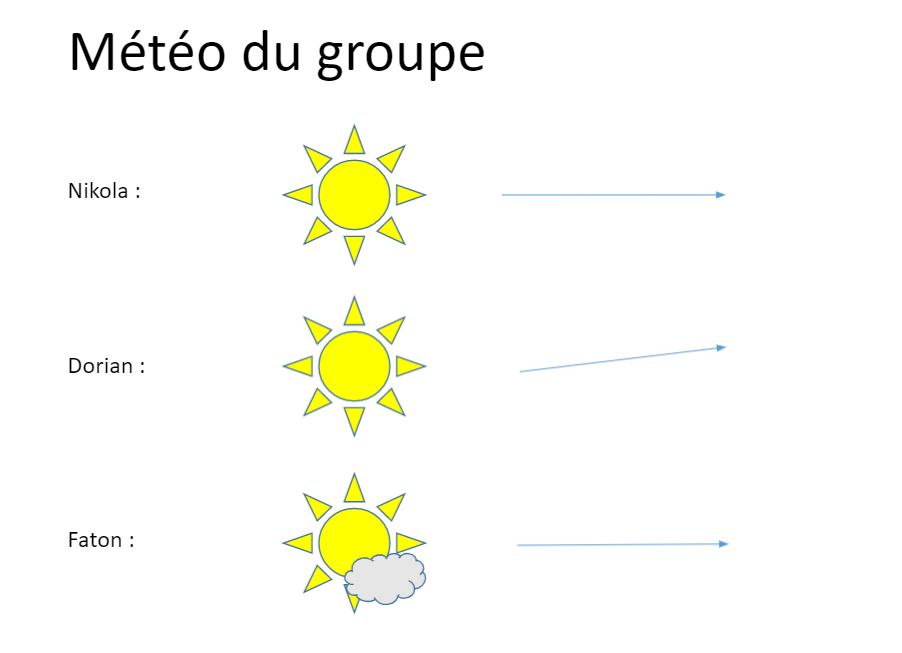 Météo du groupe
Nikola :
Dorian :
Faton :